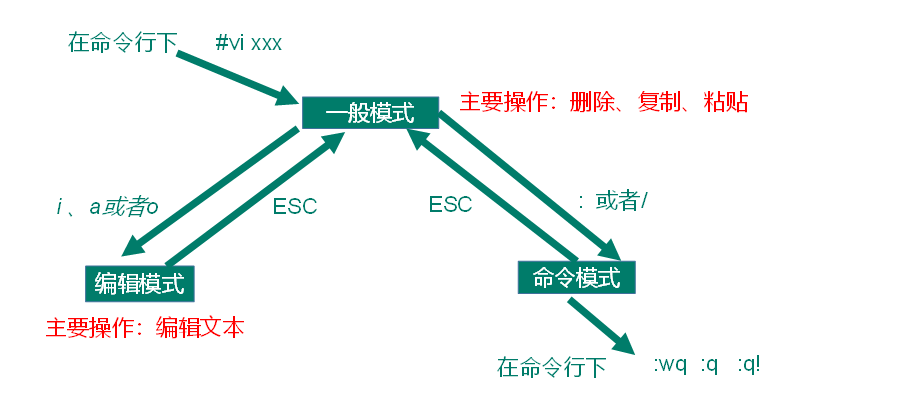 在命令行下 #vi xxx
一般模式
主要操作：删除、复制、粘贴
i 、a或者o
ESC
ESC
: 或者/
编辑模式
命令模式
主要操作：编辑文本
在命令行下 :wq :q :q!